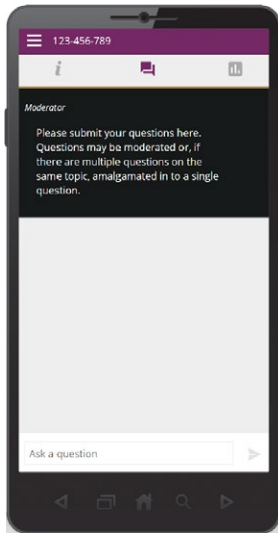 123-456-789
i
Moderator
Please submit your questions here.
Questions may be moderated or, if
there are multiple questions on the
same topic, amalgamated in to a single
question.
Ask a question